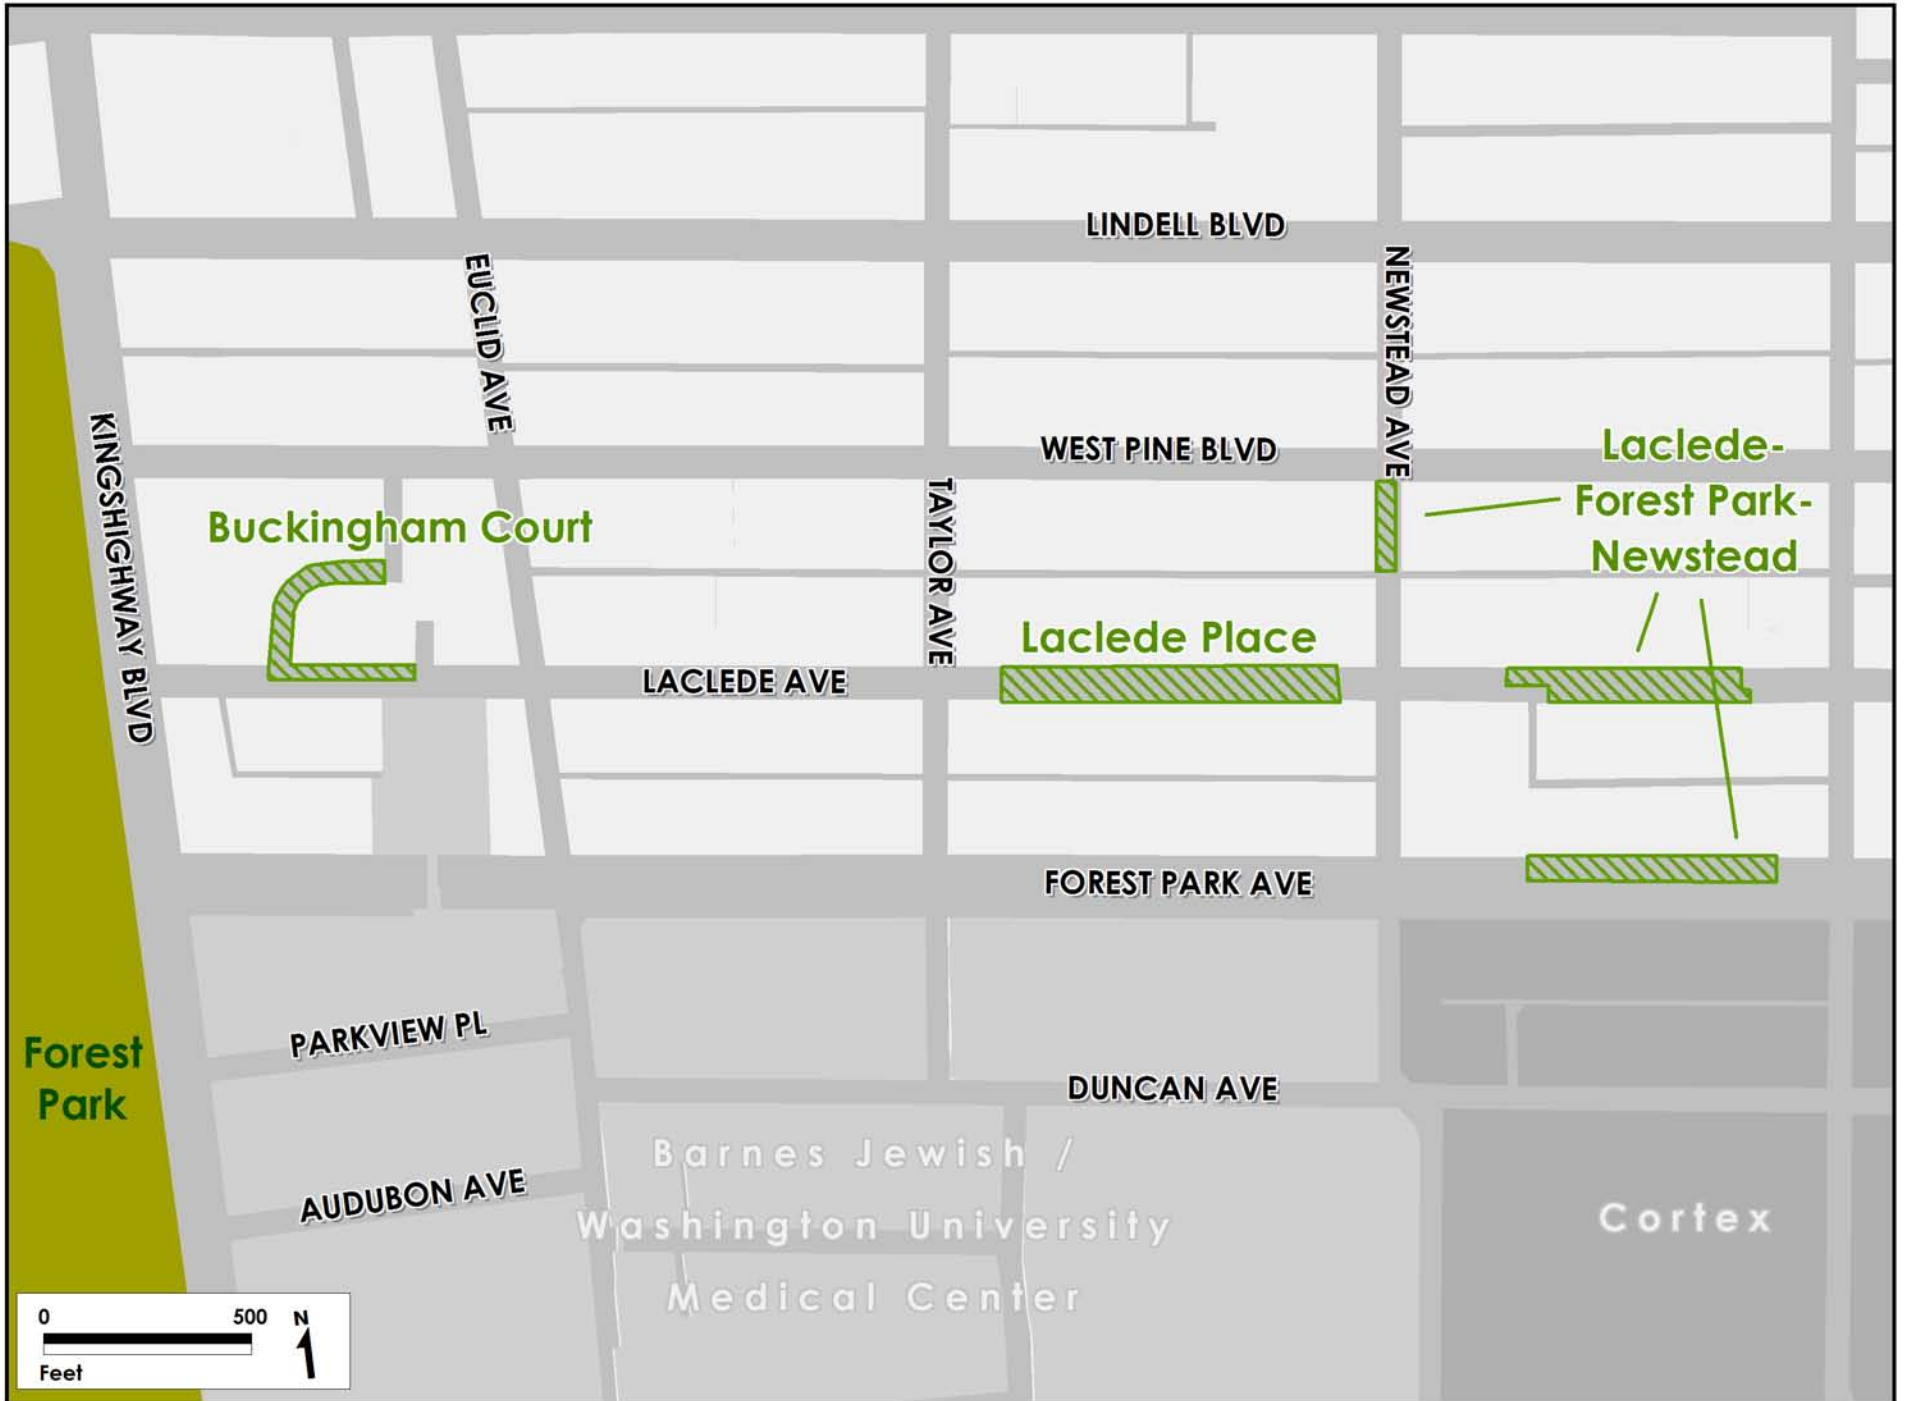 LINDELL BLVD
EUCLID AVE
NEWSTEAD AVE
KINGSHIGHWAY BLVD
WEST PINE BLVD
Laclede-
Forest Park-
Newstead
TAYLOR AVE
Buckingham Court
Laclede Place
LACLEDE AVE
FOREST PARK AVE
PARKVIEW PL
Forest
Park
DUNCAN AVE
Barnes Jewish /
Washington University
Medical Center
AUDUBON AVE
Cortex
0 500 N
Feet